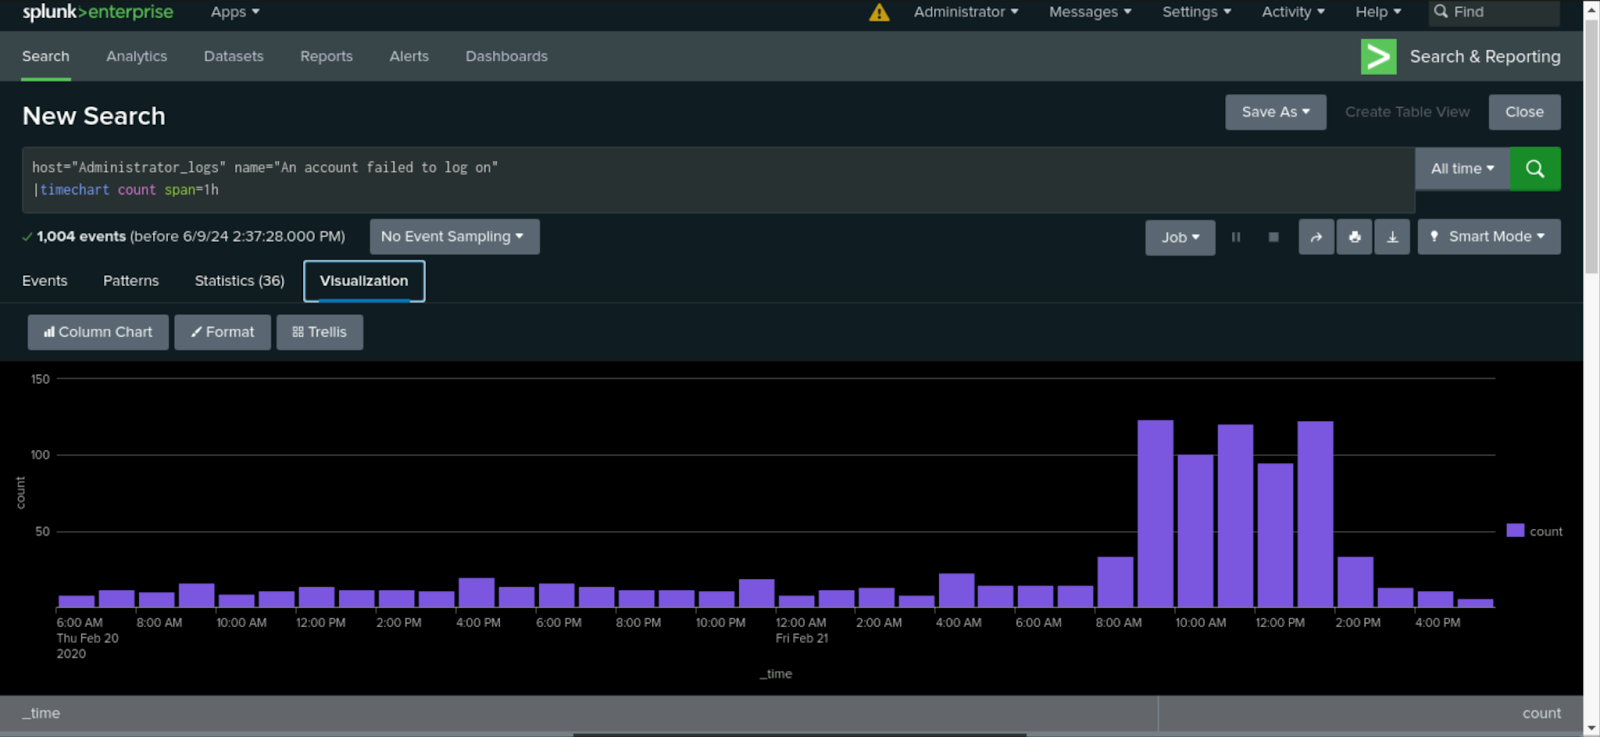 splunk>enterprise Apps Administrator Messages Settings Activity Help Find
Search Analytics Datasets Reports Alerts Dashboards Search & Reporting
New Search Save As Create Table View Close
host="Administrator_logs" name="An account failed to log on"
|timechart count span=1h
All time
1,004 events (before 6/9/24 2:37:28.000 PM) No Event Sampling Job Smart Mode
Events Patterns Statistics (36) Visualization
Column Chart Format Trellis
150
100
50
count
count
6:00 AM 8:00 AM 10:00 AM 12:00 PM 2:00 PM 4:00 PM 6:00 PM 8:00 PM 10:00 PM 12:00 AM 2:00 AM 4:00 AM 6:00 AM 8:00 AM 10:00 AM 12:00 PM 2:00 PM 4:00 PM
Thu Feb 20 Fri Feb 21
2020
_time
_time count